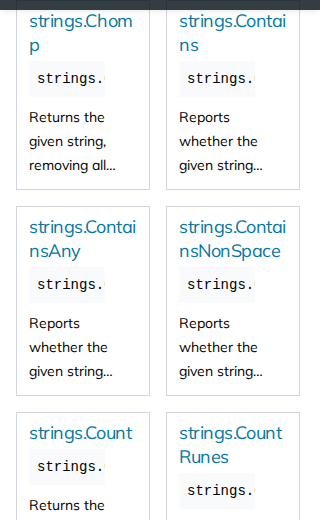 strings.Chom
p
strings.
Returns the
given string,
removing all...
strings.Contai
ns
strings.
Reports
whether the
given string...
strings.Contai
nsAny
strings.
Reports
whether the
given string...
strings.Contai
nsNonSpace
strings.
Reports
whether the
given string...
strings.Count
strings.
Returns the
strings.Count
Runes
strings.